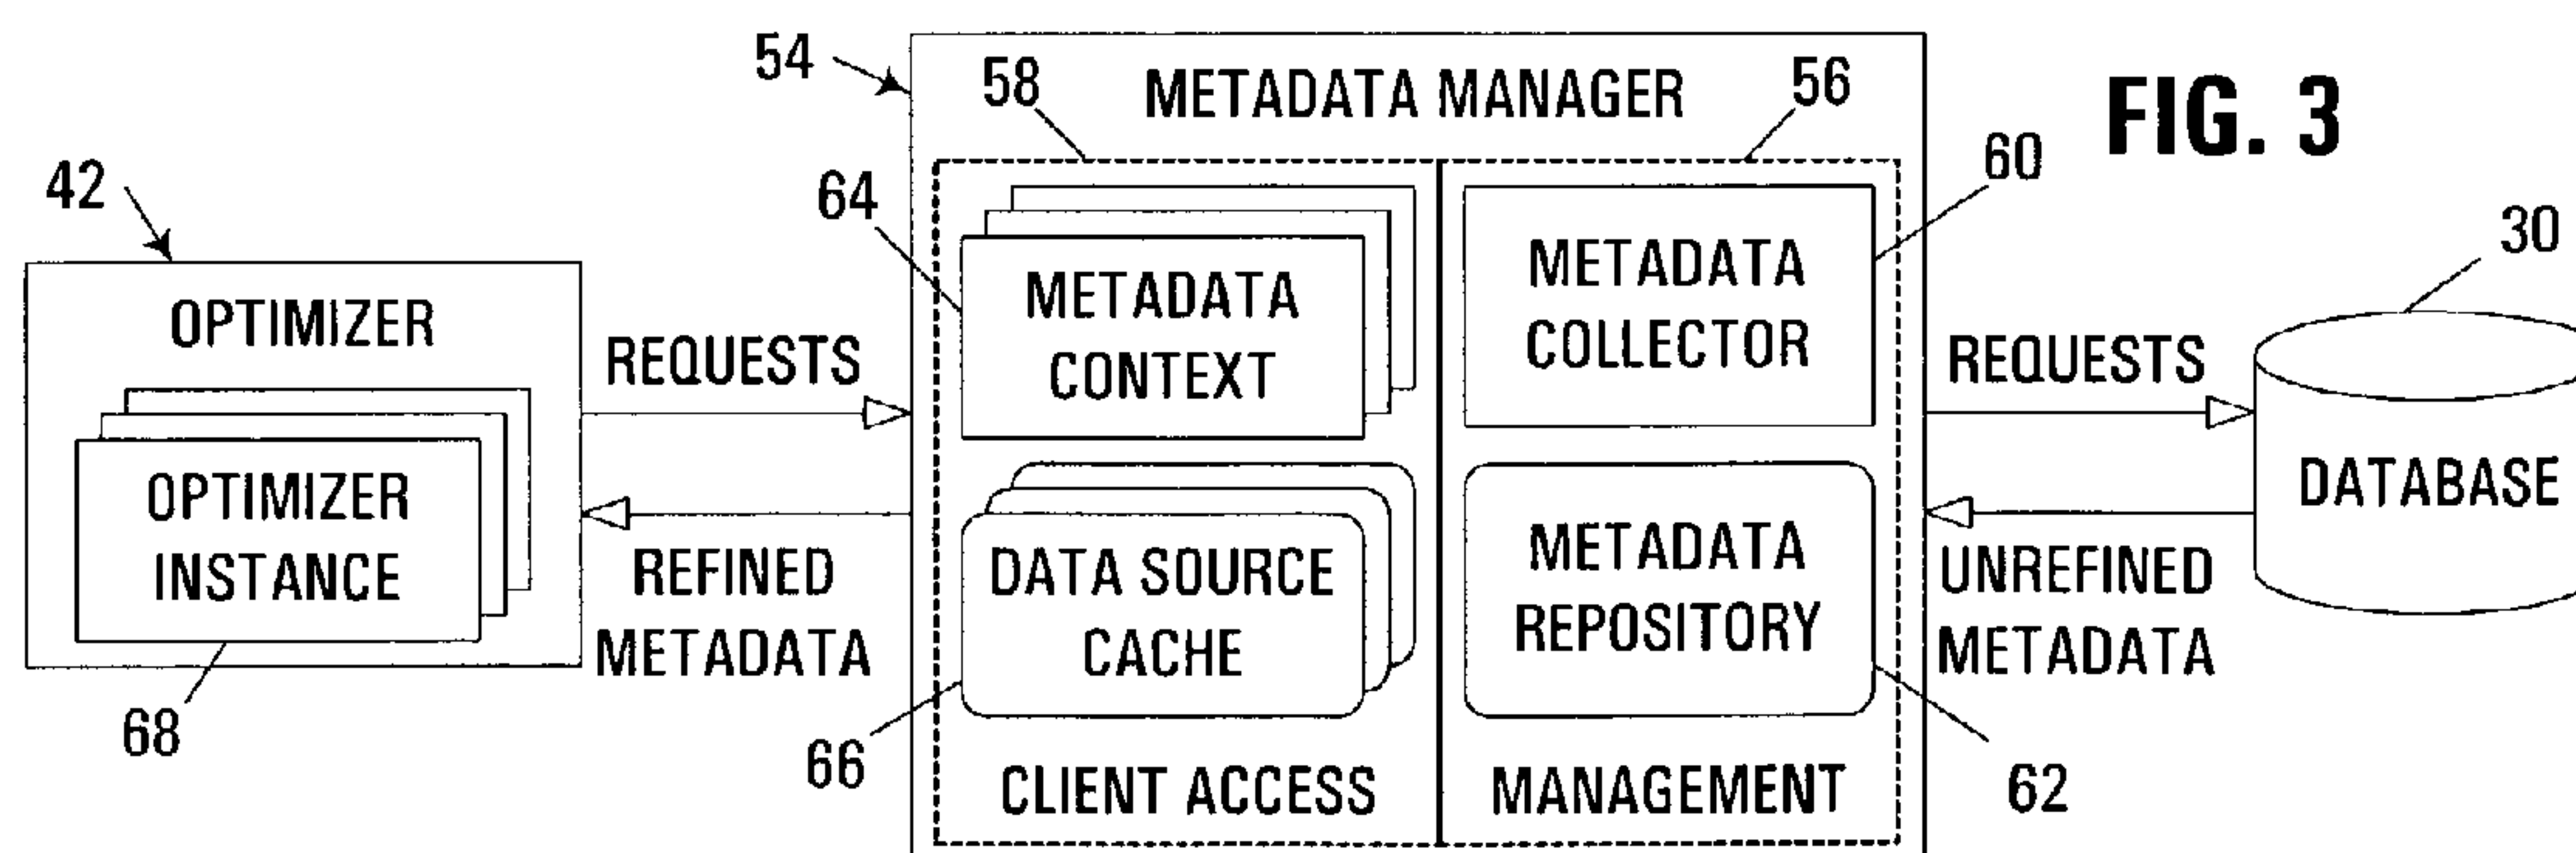 FIG. 3
54
METADATA MANAGER
58
56
42
64
60
30
OPTIMIZER
OPTIMIZER
INSTANCE
68
REQUESTS
REFINED
METADATA
METADATA
CONTEXT
DATA SOURCE
CACHE
66
CLIENT ACCESS
METADATA
COLLECTOR
METADATA
REPOSITORY
MANAGEMENT
62
REQUESTS
UNREFINED
METADATA
DATABASE